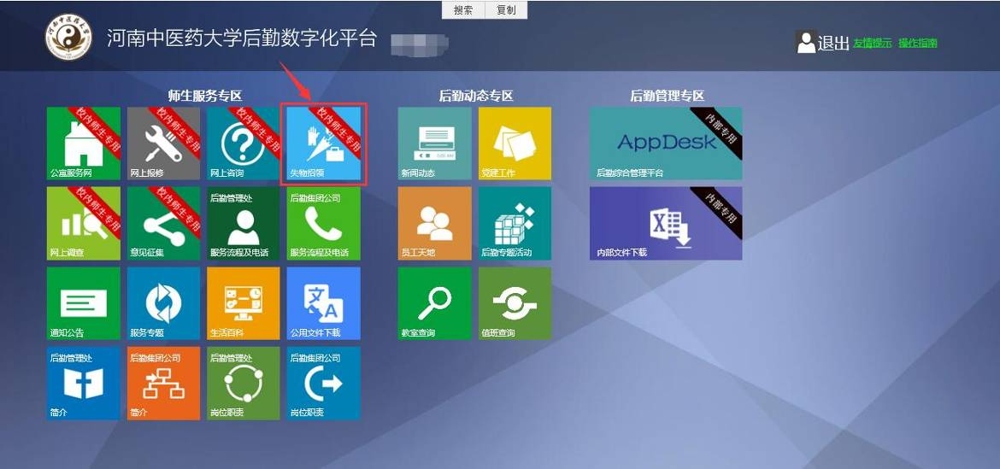 搜索 复制
河南中医药大学后勤数字化平台
退出 友情提示 操作指南
师生服务专区
后勤动态专区
后勤管理专区
校内师生专用
公寓服务网
校内师生专用
网上报修
校内师生专用
网上咨询
校内师生专用
失物招领
新闻动态
党建工作
内部专用
AppDesk
后勤综合管理平台
校内师生专用
网上调查
校内师生专用
意见征集
后勤管理处
服务流程及电话
后勤集团公司
服务流程及电话
员工天地
后勤专题活动
内部专用
内部文件下载
通知公告
服务专题
生活百科
文 A
公用文件下载
教室查询
值班查询
后勤管理处
简介
后勤集团公司
简介
后勤管理处
岗位职责
后勤集团公司
岗位职责